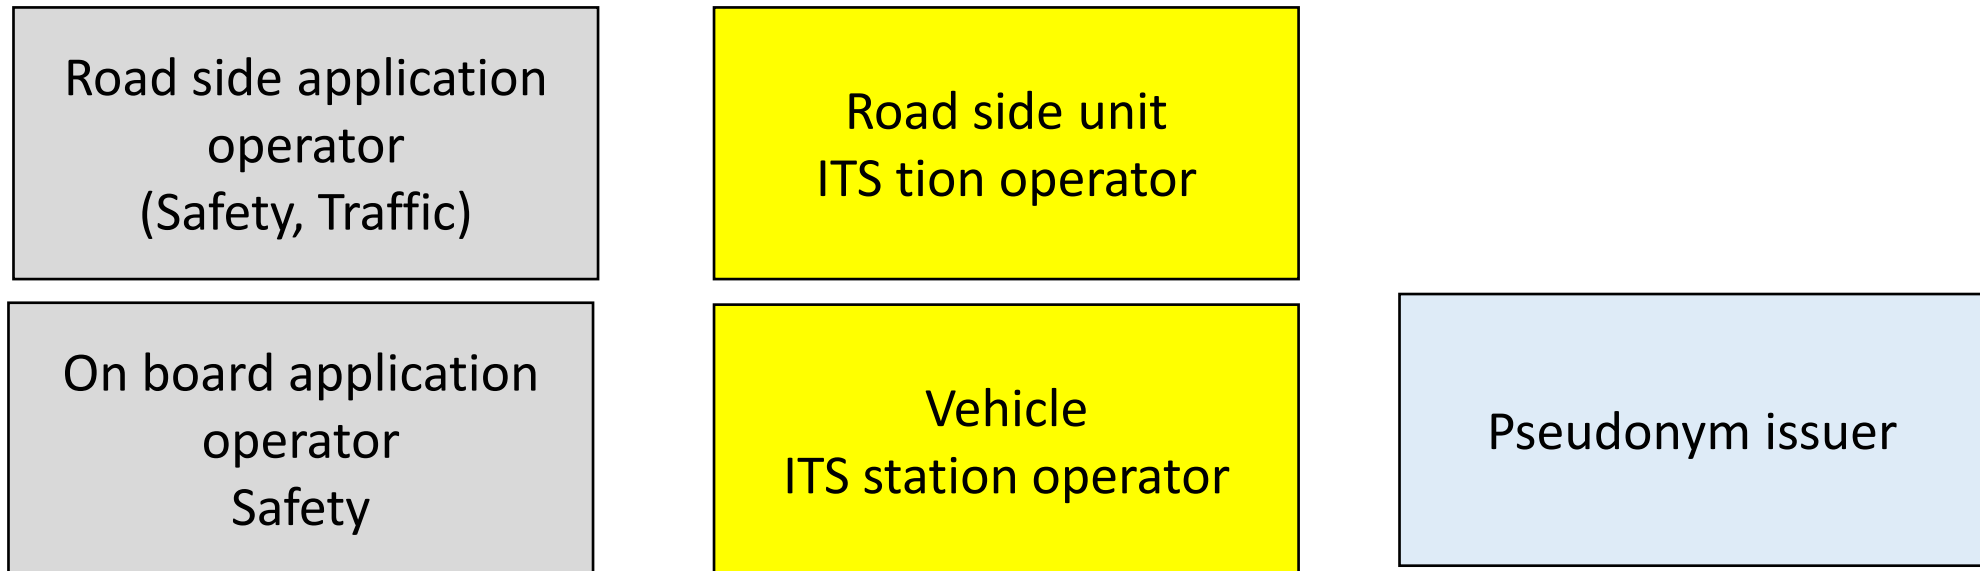 Road side application
operator
(Safety, Traffic)
Road side unit
ITS tion operator
On board application
operator
Safety
Vehicle
ITS station operator
Pseudonym issuer